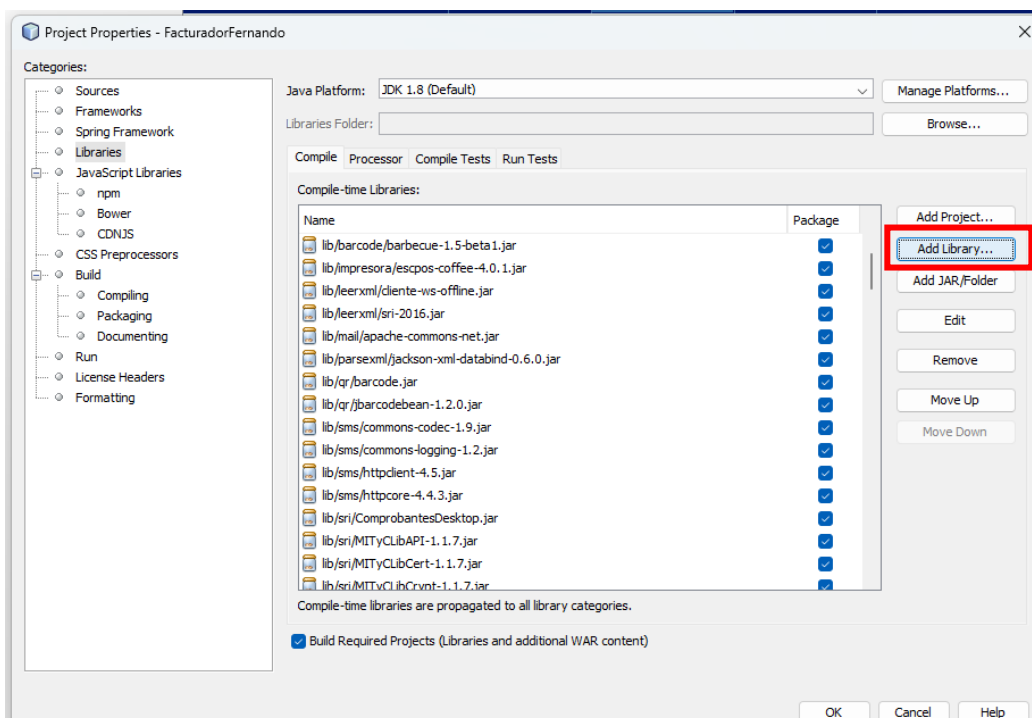 Project Properties - FacturadorFernando
Categories:
Sources
Frameworks
Spring Framework
Libraries
JavaScript Libraries
npm
Bower
CDNJS
CSS Preprocessors
Build
Compiling
Packaging
Documenting
Run
License Headers
Formatting
Java Platform: JDK 1.8 (Default) Manage Platforms...
Libraries Folder: Browse...
Compile Processor Compile Tests Run Tests
Compile-time Libraries:
Name Package
lib/barcode/barbecue-1.5-beta1.jar
lib/impresora/escpos-coffee-4.0.1.jar
lib/leerxml/cliente-ws-offline.jar
lib/leerxml/sri-2016.jar
lib/mail/apache-commons-net.jar
lib/parsexml/jackson-xml-databind-0.6.0.jar
lib/qr/barcode.jar
lib/qr/jbarcodebean-1.2.0.jar
lib/sms/commons-codec-1.9.jar
lib/sms/commons-logging-1.2.jar
lib/sms/httpclient-4.5.jar
lib/sms/httpcore-4.4.3.jar
lib/sri/ComprobantesDesktop.jar
lib/sri/MITyCLibAPI-1.1.7.jar
lib/sri/MITyCLibCert-1.1.7.jar
lib/sri/MITyCLibCrypt-1.1.7.jar
Add Project...
Add Library...
Add JAR/Folder
Edit
Remove
Move Up
Move Down
Compile-time libraries are propagated to all library categories.
Build Required Projects (Libraries and additional WAR content)
OK Cancel Help